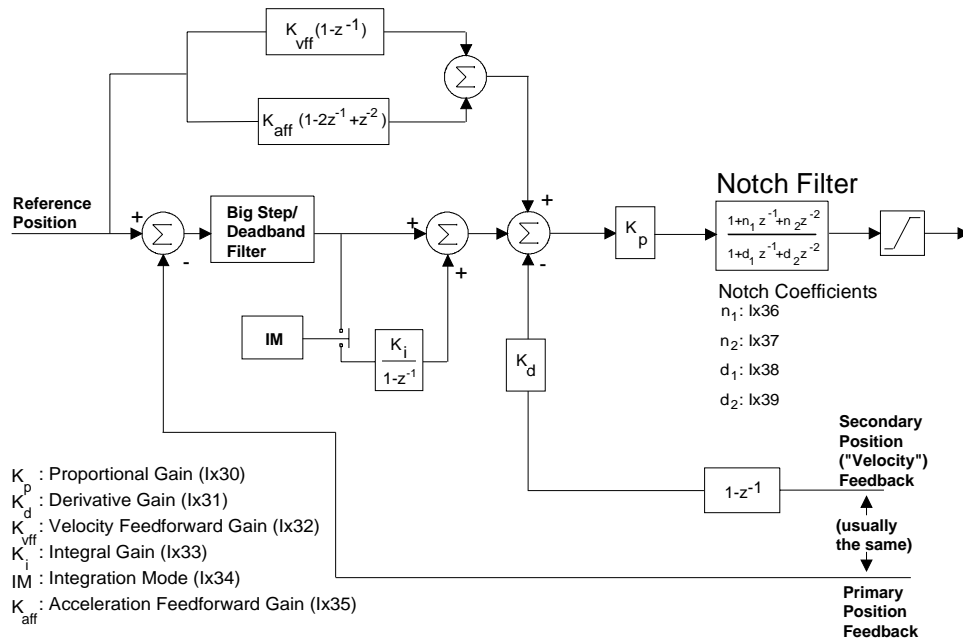 K_vff (1-z^-1)
Σ
K_aff (1-2z^-1+z^-2)
+
+
Reference
Position
+
Σ
-
Big Step/
Deadband
Filter
+
Σ
+
+
Σ
-
K_p
Notch Filter
1+n_1 z^-1+n_2 z^-2
1+d_1 z^-1+d_2 z^-2
Notch Coefficients
n_1: Ix36
n_2: Ix37
d_1: Ix38
d_2: Ix39
IM
K_i
1-z^-1
K_d
1-z^-1
Secondary
Position
("Velocity")
Feedback
(usually
the same)
Primary
Position
Feedback
K_p : Proportional Gain (Ix30)
K_d : Derivative Gain (Ix31)
K_vff : Velocity Feedforward Gain (Ix32)
K_i : Integral Gain (Ix33)
IM : Integration Mode (Ix34)
K_aff : Acceleration Feedforward Gain (Ix35)